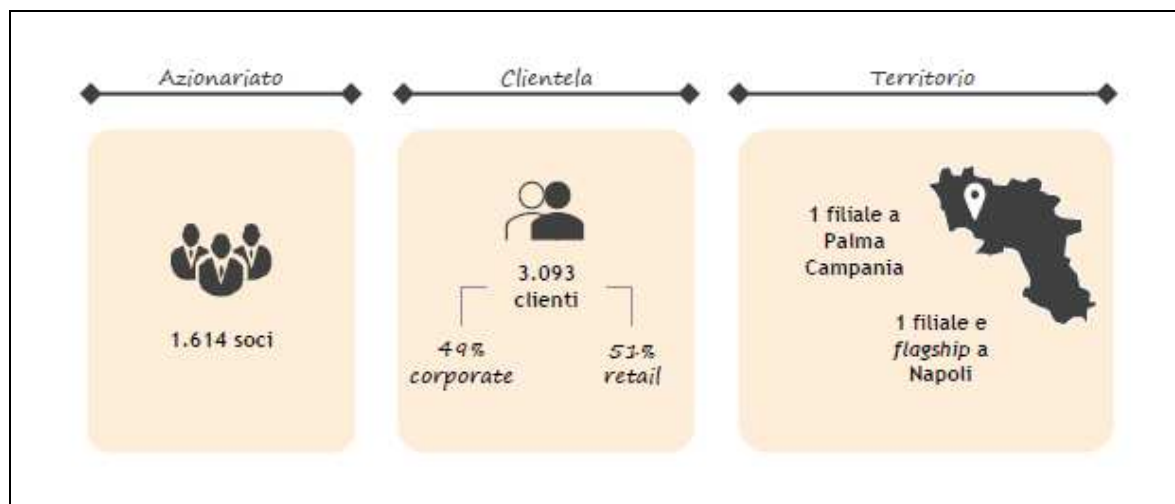 Azionariato
1.614 soci
Clientela
3.093
clienti
49%
corporate
51%
retail
Territorio
1 filiale a
Palma
Campania
1 filiale e
flagship a
Napoli